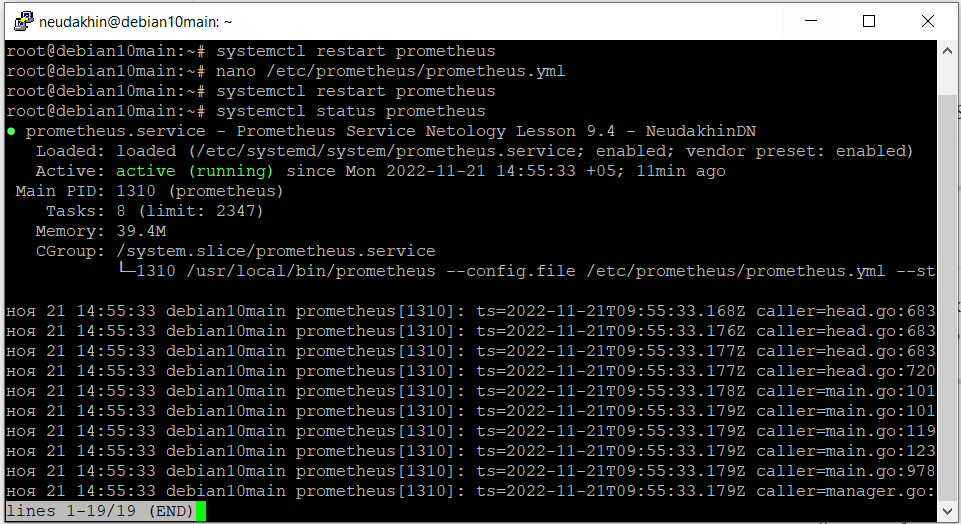 neudakhin@debian10main: ~
root@debian10main:~# systemctl restart prometheus
root@debian10main:~# nano /etc/prometheus/prometheus.yml
root@debian10main:~# systemctl restart prometheus
root@debian10main:~# systemctl status prometheus
● prometheus.service - Prometheus Service Netology Lesson 9.4 - NeudakhinDN
Loaded: loaded (/etc/systemd/system/prometheus.service; enabled; vendor preset: enabled)
Active: active (running) since Mon 2022-11-21 14:55:33 +05; 11min ago
Main PID: 1310 (prometheus)
Tasks: 8 (limit: 2347)
Memory: 39.4M
CGroup: /system.slice/prometheus.service
└─1310 /usr/local/bin/prometheus --config.file /etc/prometheus/prometheus.yml --st
ноя 21 14:55:33 debian10main prometheus[1310]: ts=2022-11-21T09:55:33.168Z caller=head.go:683
ноя 21 14:55:33 debian10main prometheus[1310]: ts=2022-11-21T09:55:33.176Z caller=head.go:683
ноя 21 14:55:33 debian10main prometheus[1310]: ts=2022-11-21T09:55:33.177Z caller=head.go:683
ноя 21 14:55:33 debian10main prometheus[1310]: ts=2022-11-21T09:55:33.177Z caller=head.go:720
ноя 21 14:55:33 debian10main prometheus[1310]: ts=2022-11-21T09:55:33.178Z caller=main.go:101
ноя 21 14:55:33 debian10main prometheus[1310]: ts=2022-11-21T09:55:33.179Z caller=main.go:101
ноя 21 14:55:33 debian10main prometheus[1310]: ts=2022-11-21T09:55:33.179Z caller=main.go:119
ноя 21 14:55:33 debian10main prometheus[1310]: ts=2022-11-21T09:55:33.179Z caller=main.go:123
ноя 21 14:55:33 debian10main prometheus[1310]: ts=2022-11-21T09:55:33.179Z caller=main.go:978
ноя 21 14:55:33 debian10main prometheus[1310]: ts=2022-11-21T09:55:33.179Z caller=manager.go:
lines 1-19/19 (END)